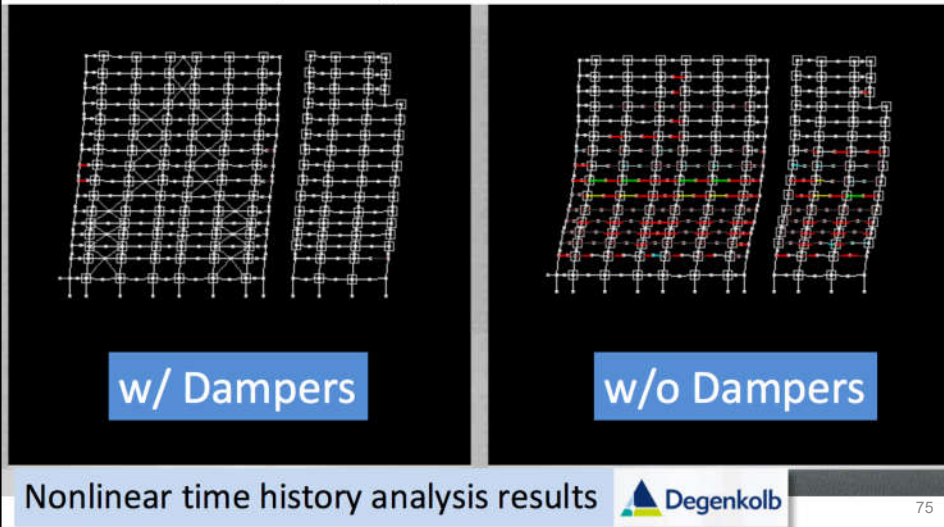 w/ Dampers
w/o Dampers
Nonlinear time history analysis results
Degenkolb
75